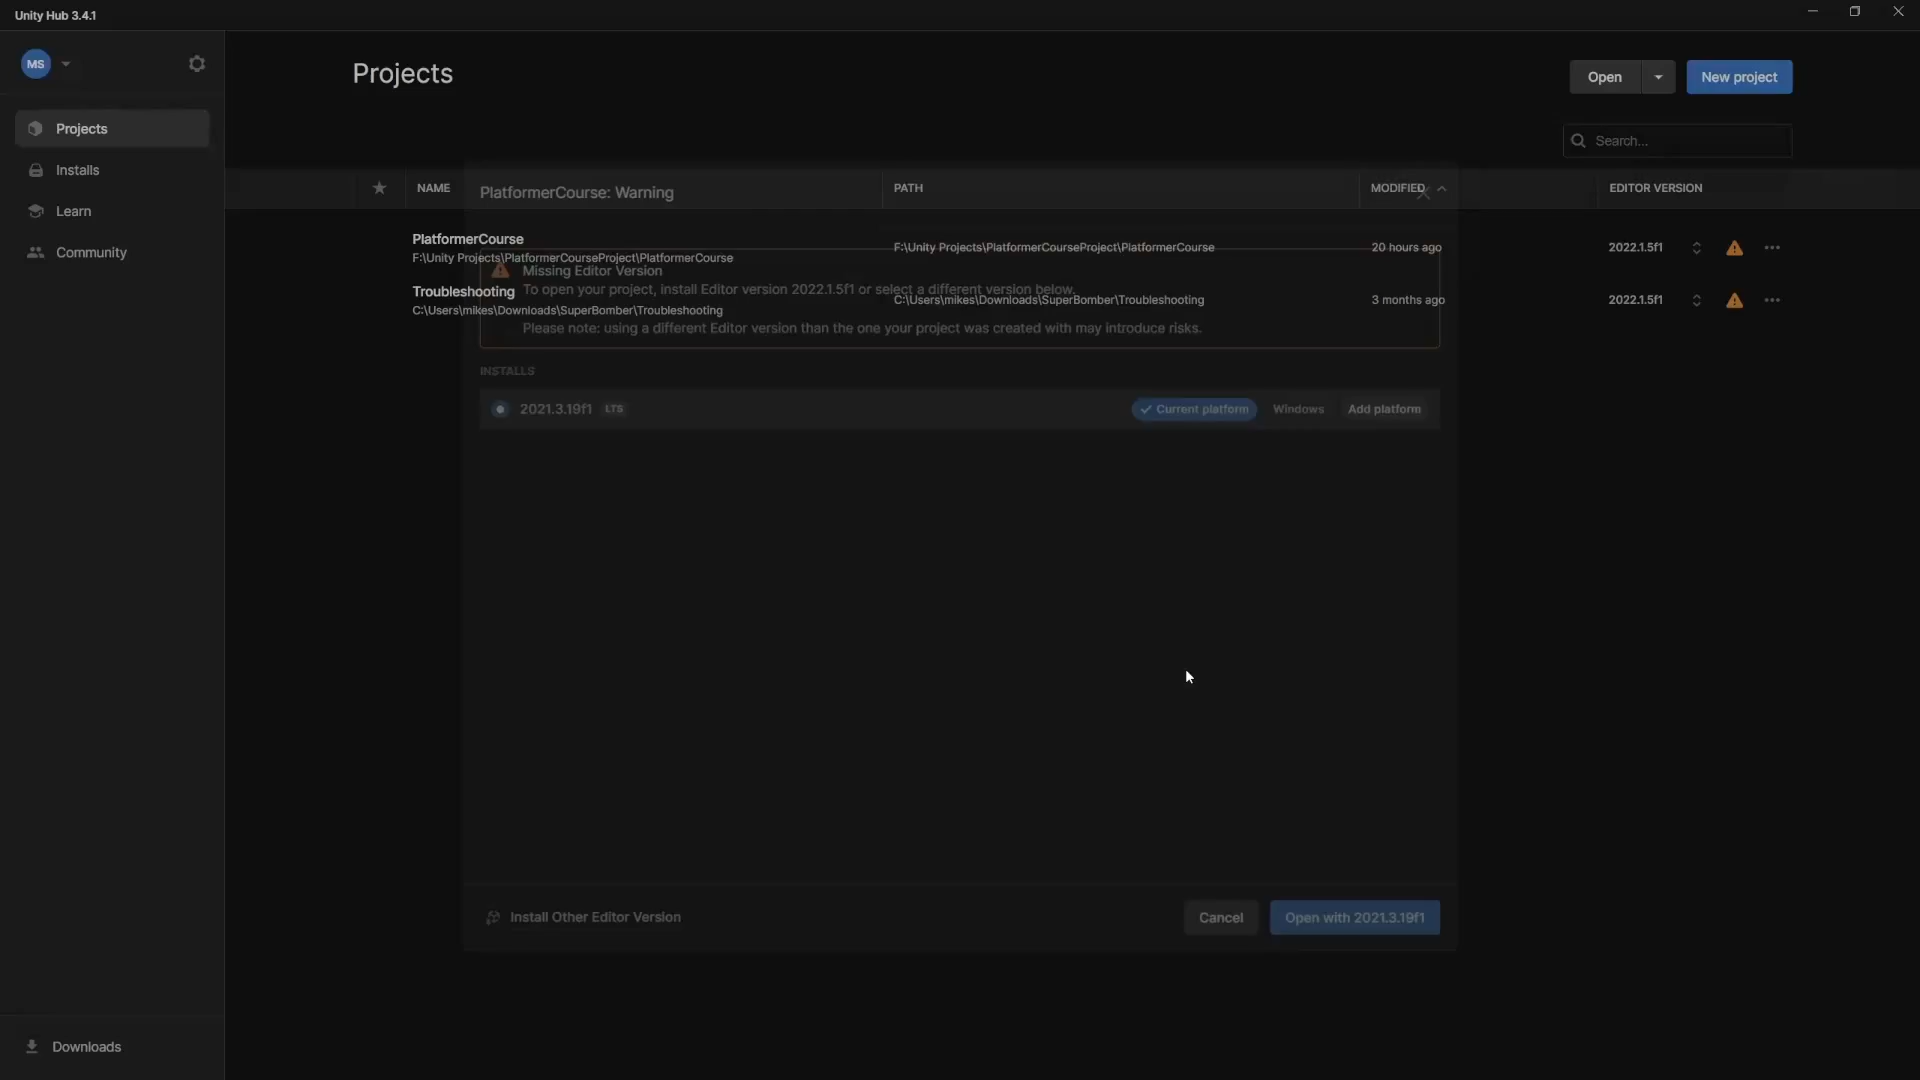 Unity Hub 3.4.1
MS
Projects
Open
New project
Projects
Search...
Installs
NAME
PlatformerCourse: Warning
PATH
MODIFIED
EDITOR VERSION
Learn
Community
PlatformerCourse
F:\Unity Projects\PlatformerCourseProject\PlatformerCourse
F:\Unity Projects\PlatformerCourseProject\PlatformerCourse
20 hours ago
2022.1.5f1
Missing Editor Version
To open your project, install Editor version 2022.1.5f1 or select a different version below.
Troubleshooting
C:\Users\mikes\Downloads\SuperBomber\Troubleshooting
C:\Users\mikes\Downloads\SuperBomber\Troubleshooting
3 months ago
2022.1.5f1
Please note: using a different Editor version than the one your project was created with may introduce risks.
INSTALLS
2021.3.19f1 LTS
Current platform
Windows
Add platform
Install Other Editor Version
Cancel
Open with 2021.3.19f1
Downloads